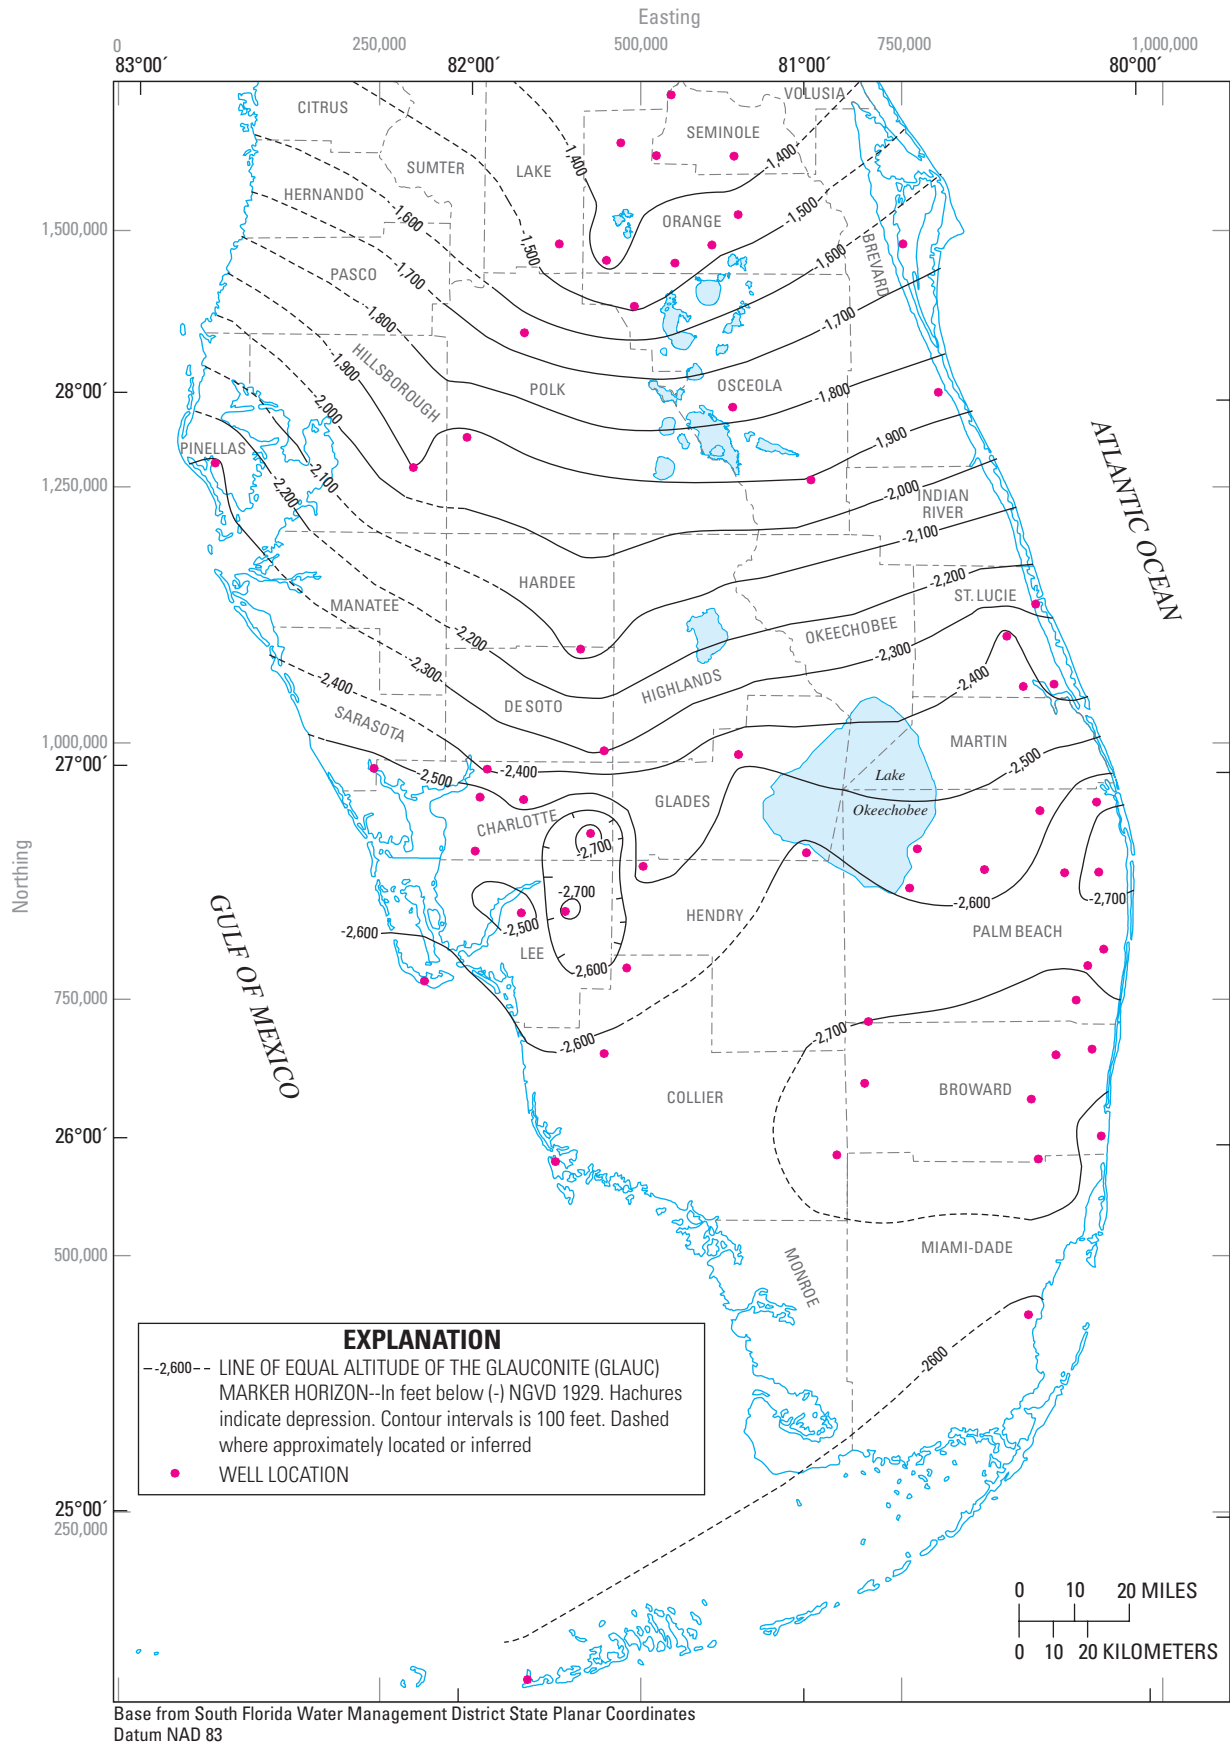 Easting
0 250,000 500,000 750,000 1,000,000
83°00´ 82°00´ 81°00´ 80°00´
CITRUS
VOLUSIA
SEMINOLE
-1,400
-1,400
SUMTER
LAKE
HERNANDO
-1,600
-1,500
ORANGE
1,500,000
-1,500
-1,600
BREVARD
PASCO
-1,700
-1,800
-1,700
HILLSBOROUGH
-1,900
28°00´
POLK
OSCEOLA
-1,800
-2,000
1,900
PINELLAS
-2,100
-2,200
1,250,000
-2,000
INDIAN
RIVER
-2,100
ATLANTIC OCEAN
HARDEE
-2,200
MANATEE
ST. LUCIE
-2,200
OKEECHOBEE
-2,300
-2,300
HIGHLANDS
-2,400
-2,400
DE SOTO
SARASOTA
1,000,000
27°00´
MARTIN
-2,500
-2,500
-2,400
Lake
Okeechobee
GLADES
CHARLOTTE
-2,700
Northing
-2,700
-2,600
-2,700
GULF OF MEXICO
HENDRY
-2,500
-2,600
LEE
PALM BEACH
-2,600
750,000
-2,700
-2,600
COLLIER
BROWARD
26°00´
500,000
MIAMI-DADE
MONROE
-2600
EXPLANATION
-2,600 LINE OF EQUAL ALTITUDE OF THE GLAUCONITE (GLAUC)
MARKER HORIZON--In feet below (-) NGVD 1929. Hachures
indicate depression. Contour intervals is 100 feet. Dashed
where approximately located or inferred
WELL LOCATION
25°00´
250,000
0 10 20 MILES
0 10 20 KILOMETERS
Base from South Florida Water Management District State Planar Coordinates
Datum NAD 83